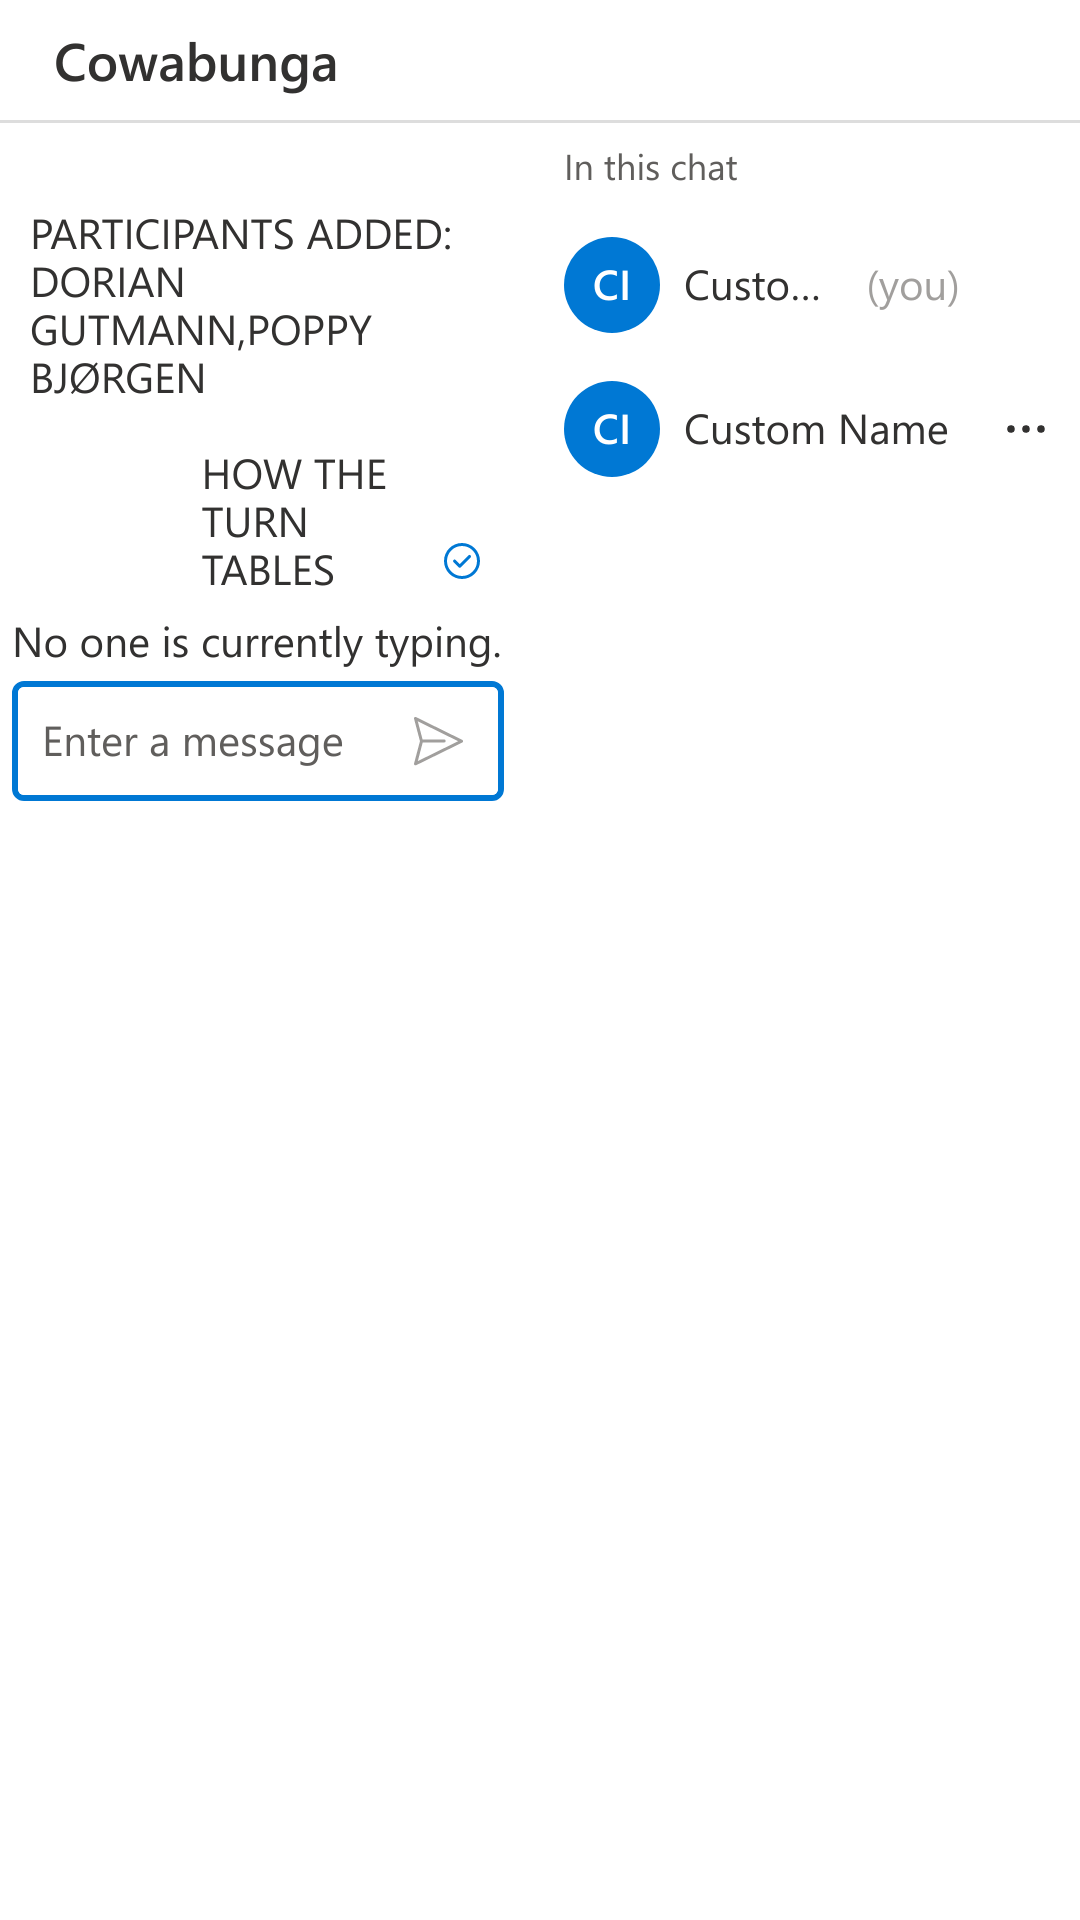 Cowabunga
PARTICIPANTS ADDED:
DORIAN
GUTMANN,POPPY
BJØRGEN
HOW THE
TURN
TABLES
No one is currently typing.
Enter a message
In this chat
CI Custo... (you)
CI Custom Name